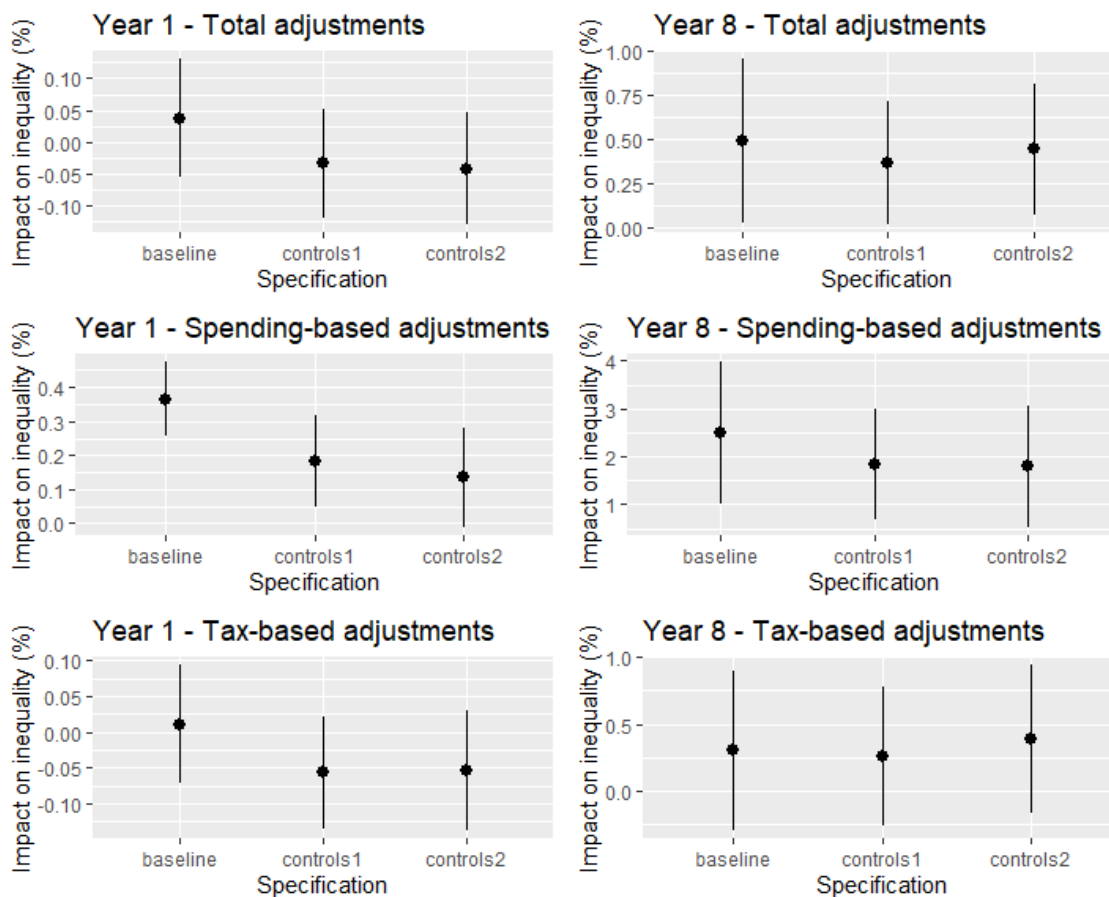 Year 1 - Total adjustments
Impact on inequality (%)
0.10
0.05
0.00
-0.05
-0.10
baseline controls1 controls2
Specification
Year 8 - Total adjustments
Impact on inequality (%)
1.00
0.75
0.50
0.25
0.00
baseline controls1 controls2
Specification
Year 1 - Spending-based adjustments
Impact on inequality (%)
0.4
0.3
0.2
0.1
0.0
baseline controls1 controls2
Specification
Year 8 - Spending-based adjustments
Impact on inequality (%)
4
3
2
1
baseline controls1 controls2
Specification
Year 1 - Tax-based adjustments
Impact on inequality (%)
0.10
0.05
0.00
-0.05
-0.10
baseline controls1 controls2
Specification
Year 8 - Tax-based adjustments
Impact on inequality (%)
1.0
0.5
0.0
baseline controls1 controls2
Specification